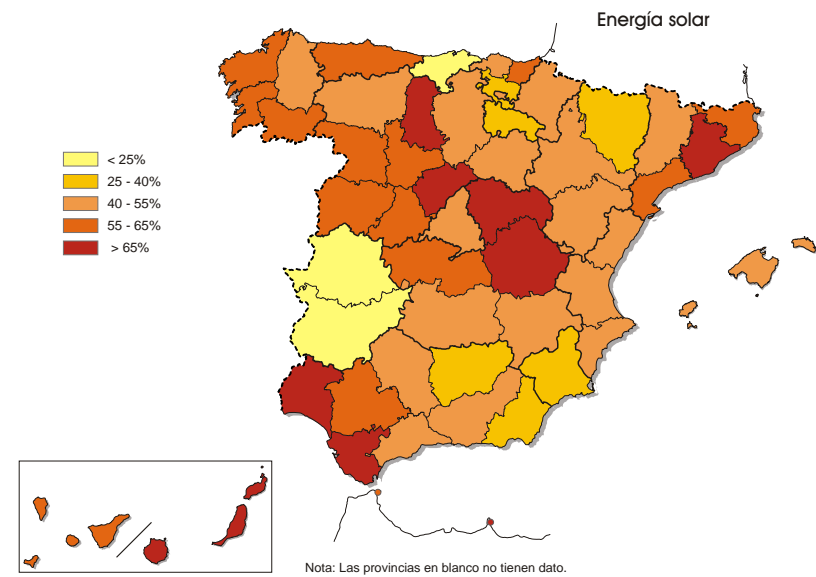 Energía solar
< 25%
25 - 40%
40 - 55%
55 - 65%
> 65%
Nota: Las provincias en blanco no tienen dato.